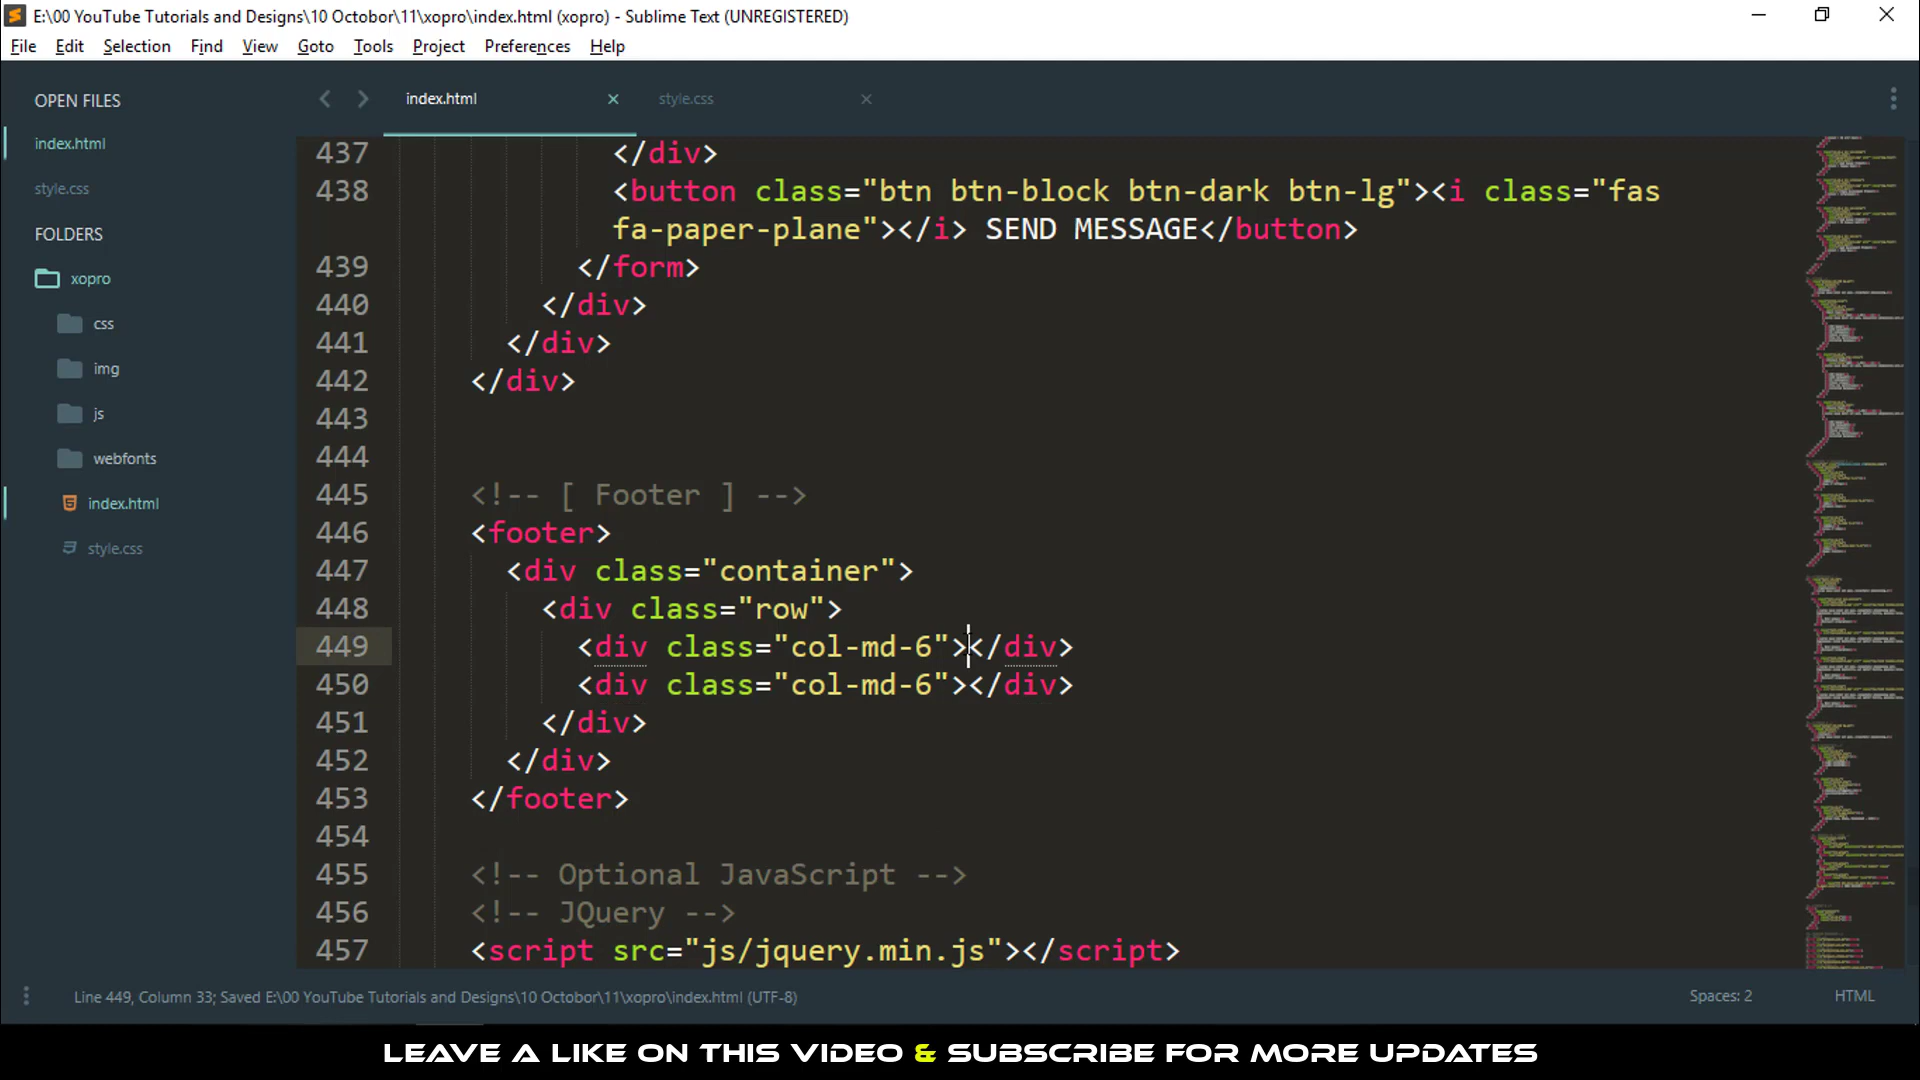 E:\00 YouTube Tutorials and Designs\10 Octobor\11\xopro\index.html (xopro) - Sublime Text (UNREGISTERED)
File Edit Selection Find View Goto Tools Project Preferences Help
OPEN FILES
index.html
style.css
FOLDERS
xopro
css
img
js
webfonts
index.html
style.css
index.html style.css
437 </div>
438 <button class="btn btn-block btn-dark btn-lg"><i class="fas
fa-paper-plane"></i> SEND MESSAGE</button>
439 </form>
440 </div>
441 </div>
442 </div>
443
444
445 <!-- [ Footer ] -->
446 <footer>
447 <div class="container">
448 <div class="row">
449 <div class="col-md-6"></div>
450 <div class="col-md-6"></div>
451 </div>
452 </div>
453 </footer>
454
455 <!-- Optional JavaScript -->
456 <!-- JQuery -->
457 <script src="js/jquery.min.js"></script>
Line 449, Column 33; Saved E:\00 YouTube Tutorials and Designs\10 Octobor\11\xopro\index.html (UTF-8)
Spaces: 2 HTML
LEAVE A LIKE ON THIS VIDEO & SUBSCRIBE FOR MORE UPDATES